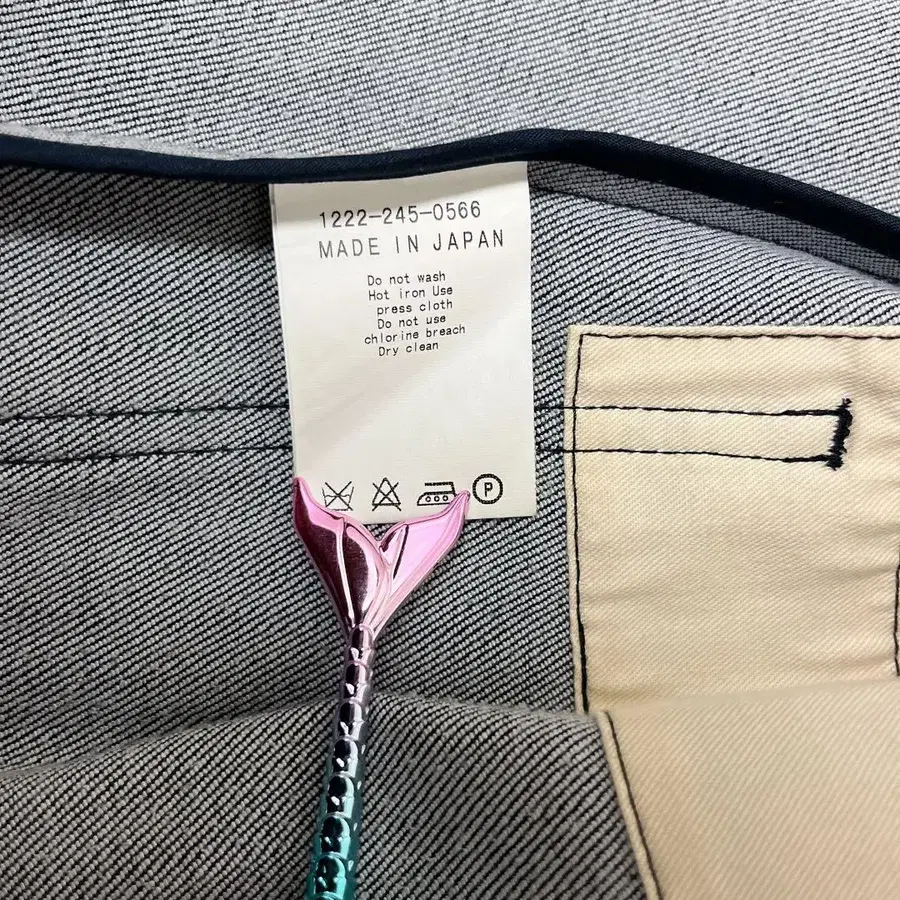 1222-245-0566
MADE IN JAPAN
Do not wash
Hot iron Use
press cloth
Do not use
chlorine breach
Dry clean
P